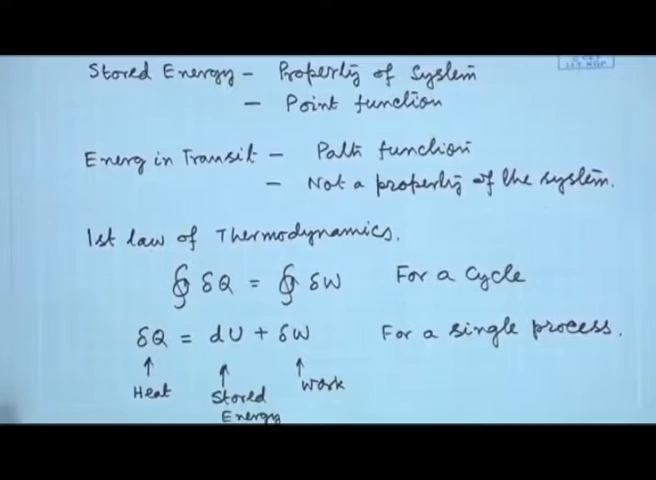 Stored Energy – Property of System
– Point function
Energ in Transit – Path function
– Not a property of the system.
1st law of Thermodynamics.
∮ δQ = ∮ δW For a Cycle
δQ = dU + δW For a single process.
↑ ↑ ↑
Heat Stored Work
Energy